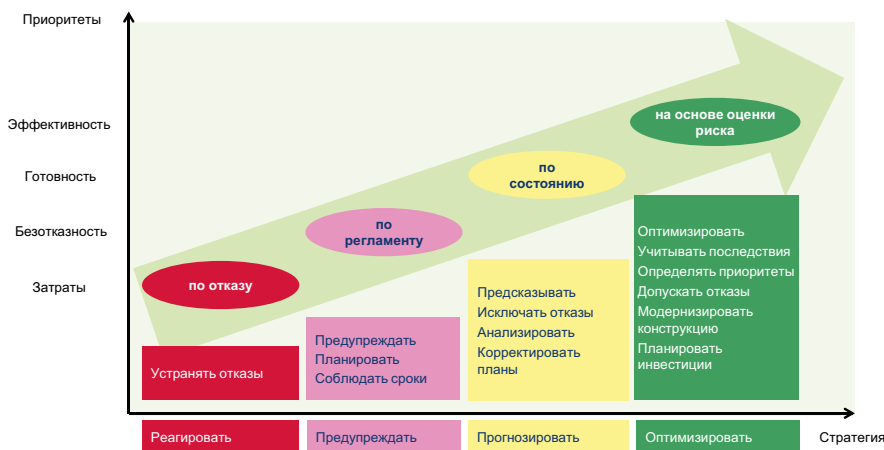 Приоритеты
Эффективность
Готовность
Безотказность
Затраты
по отказу
по
регламенту
по
состоянию
на основе оценки
риска
Устранять отказы
Предупреждать
Планировать
Соблюдать сроки
Предсказывать
Исключать отказы
Анализировать
Корректировать
планы
Оптимизировать
Учитывать последствия
Определять приоритеты
Допускать отказы
Модернизировать
конструкцию
Планировать
инвестиции
Реагировать
Предупреждать
Прогнозировать
Оптимизировать
Стратегия